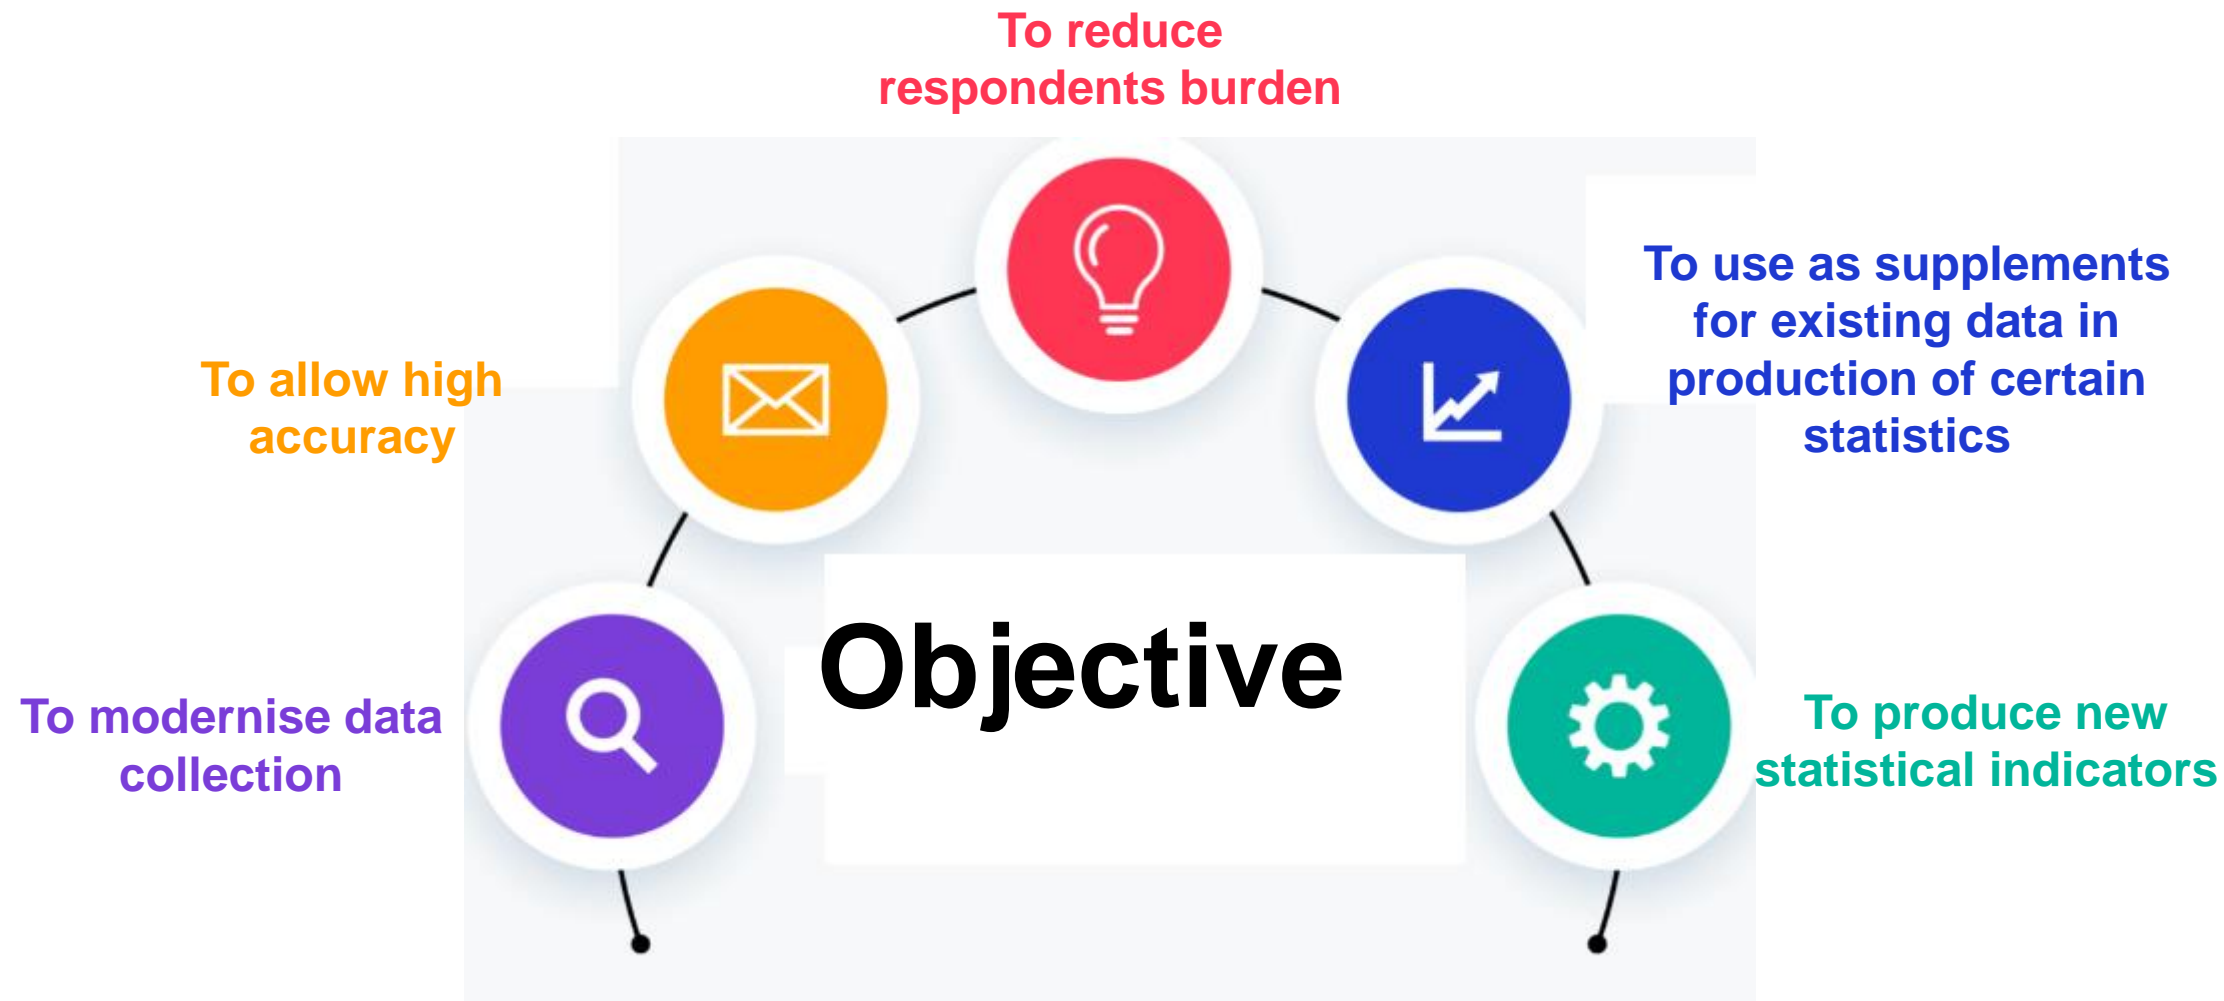 To reduce
respondents burden
To use as supplements
for existing data in
production of certain
statistics
To allow high
accuracy
Objective
To modernise data
collection
To produce new
statistical indicators